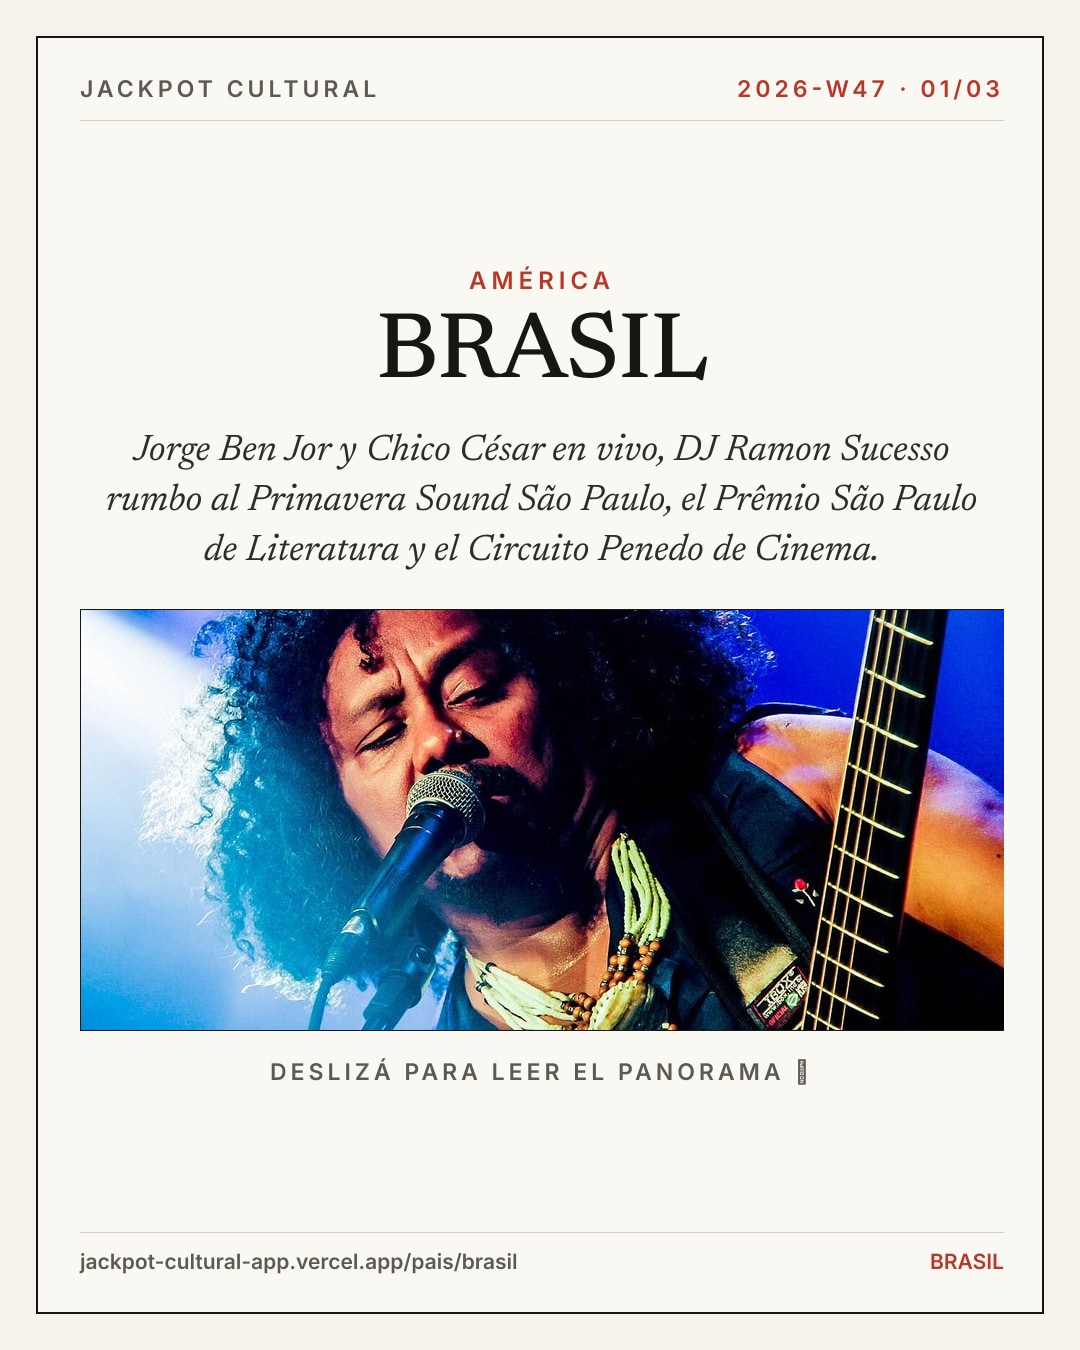 JACKPOT CULTURAL
2026-W47 · 01/03
AMÉRICA
BRASIL
Jorge Ben Jor y Chico César en vivo, DJ Ramon Sucesso
rumbo al Primavera Sound São Paulo, el Prêmio São Paulo
de Literatura y el Circuito Penedo de Cinema.
DESLIZÁ PARA LEER EL PANORAMA
jackpot-cultural-app.vercel.app/pais/brasil
BRASIL